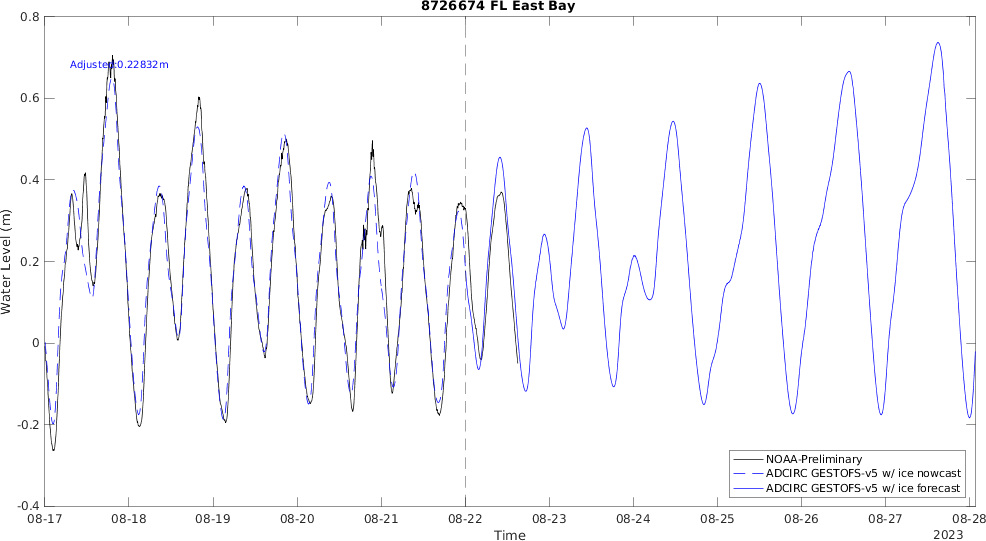 8726674 FL East Bay
Adjusted:0.22832m
Water Level (m)
0.8
0.6
0.4
0.2
0
-0.2
-0.4
NOAA-Preliminary
ADCIRC GESTOFS-v5 w/ ice nowcast
ADCIRC GESTOFS-v5 w/ ice forecast
08-17 08-18 08-19 08-20 08-21 08-22 08-23 08-24 08-25 08-26 08-27 08-28
Time
2023